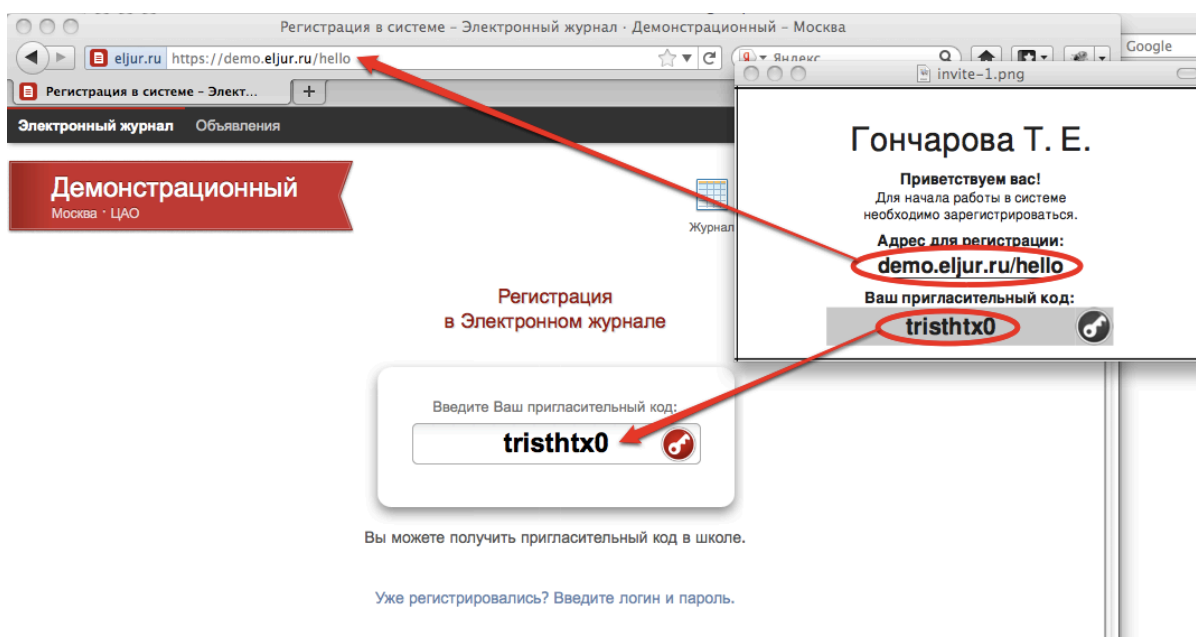 Регистрация в системе – Электронный журнал · Демонстрационный – Москва
eljur.ru https://demo.eljur.ru/hello
Яндекс
Google
Регистрация в системе – Элект...
invite-1.png
Электронный журнал Объявления
Демонстрационный
Москва · ЦАО
Журнал
Гончарова Т. Е.
Приветствуем вас!
Для начала работы в системе
необходимо зарегистрироваться.
Адрес для регистрации:
demo.eljur.ru/hello
Ваш пригласительный код:
tristhtx0
Регистрация
в Электронном журнале
Введите Ваш пригласительный код:
tristhtx0
Вы можете получить пригласительный код в школе.
Уже регистрировались? Введите логин и пароль.